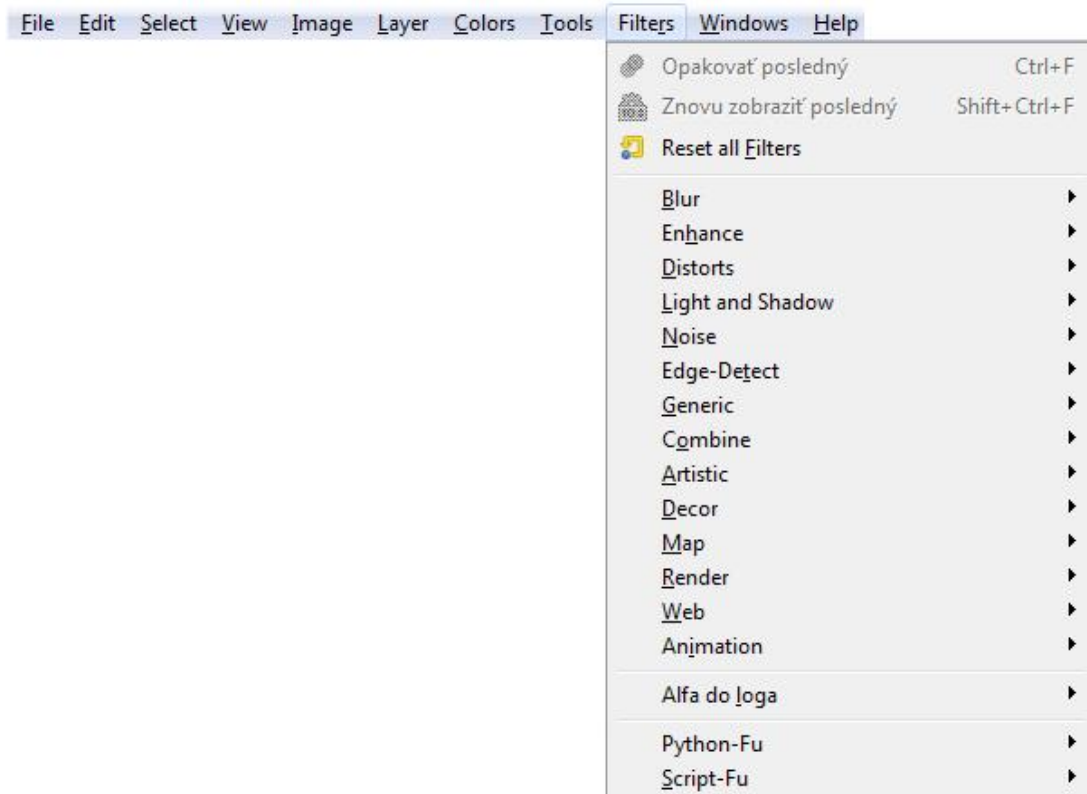 File Edit Select View Image Layer Colors Tools Filters Windows Help
Opakovať posledný Ctrl+F
Znovu zobraziť posledný Shift+Ctrl+F
Reset all Filters
Blur
Enhance
Distorts
Light and Shadow
Noise
Edge-Detect
Generic
Combine
Artistic
Decor
Map
Render
Web
Animation
Alfa do loga
Python-Fu
Script-Fu